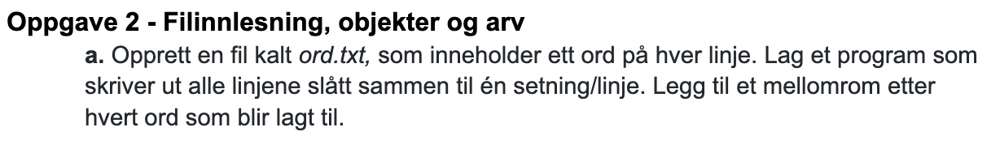 Oppgave 2 - Filinnlesning, objekter og arv
a. Opprett en fil kalt ord.txt, som inneholder ett ord på hver linje. Lag et program som
skriver ut alle linjene slått sammen til én setning/linje. Legg til et mellomrom etter
hvert ord som blir lagt til.